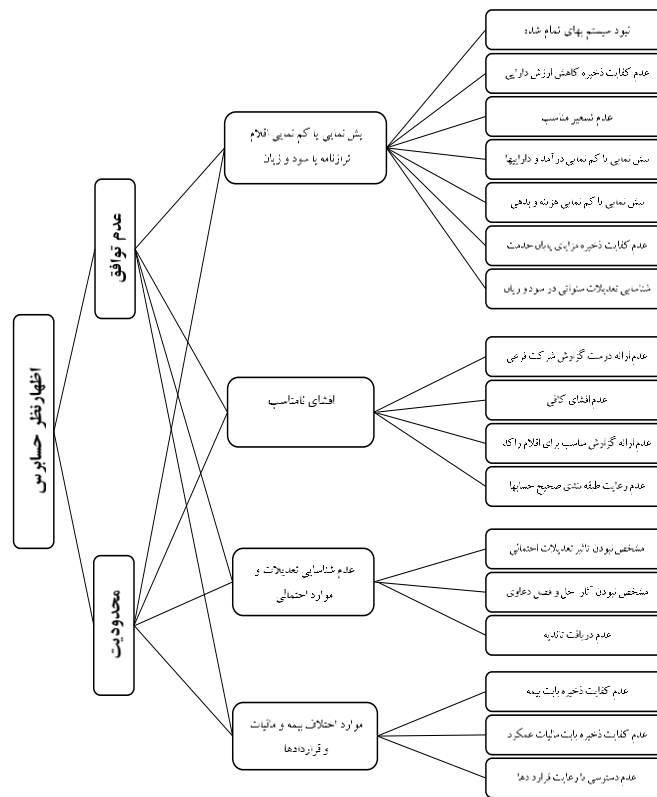 اظهارنظر حسابرس
عدم توافق
محدودیت
بیش نمایی یا کم نمایی اقلام
ترازنامه یا سود و زیان
افشای نامناسب
عدم شناسایی تعدیلات و
موارد احتمالی
موارد اختلاف بیمه و مالیات
و قراردادها
نبود سیستم بهای تمام شده
عدم کفایت ذخیره کاهش ارزش دارایی
عدم تسعیر مناسب
بیش نمایی یا کم نمایی درآمد و داراییها
بیش نمایی یا کم نمایی هزینه و بدهی
عدم کفایت ذخیره مزایای پایان خدمت
شناسایی تعدیلات سنواتی در سود و زیان
عدم ارائه درست گزارش شرکت فرعی
عدم افشای کافی
عدم ارائه گزارش مناسب برای اقلام راکد
عدم رعایت طبقه بندی صحیح حسابها
مشخص نبودن تاثیر تعدیلات احتمالی
مشخص نبودن آثار حل و فصل دعاوی
عدم دریافت تائدیه
عدم کفایت ذخیره بابت بیمه
عدم کفایت ذخیره بابت مالیات عمکرد
عدم دسترسی یا رعایت قرارد دها